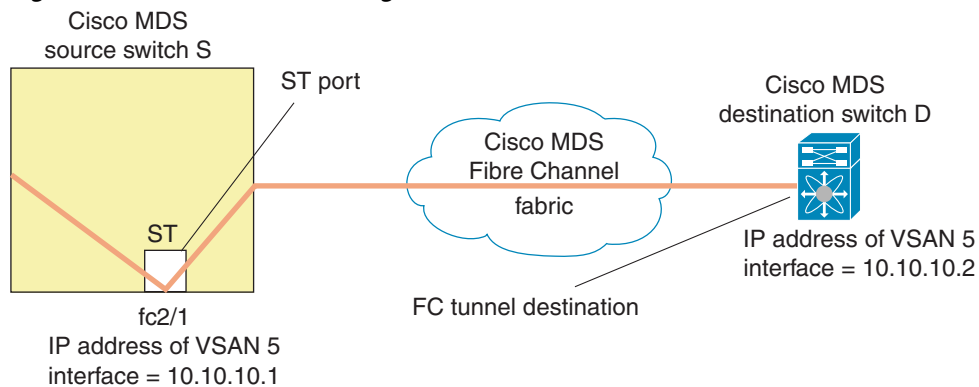 Cisco MDS
source switch S
ST port
Cisco MDS
destination switch D
Cisco MDS
Fibre Channel
fabric
ST
fc2/1
IP address of VSAN 5
interface = 10.10.10.1
FC tunnel destination
IP address of VSAN 5
interface = 10.10.10.2